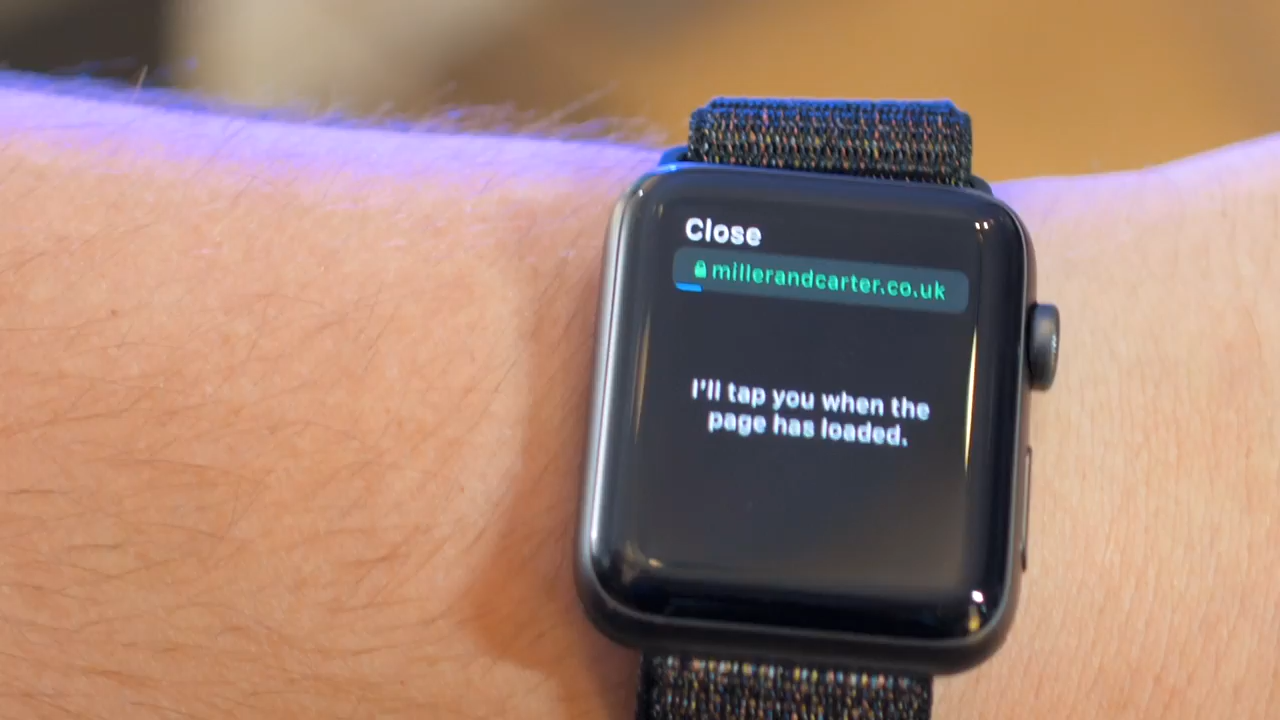 Close
millerandcarter.co.uk
I'll tap you when the
page has loaded.